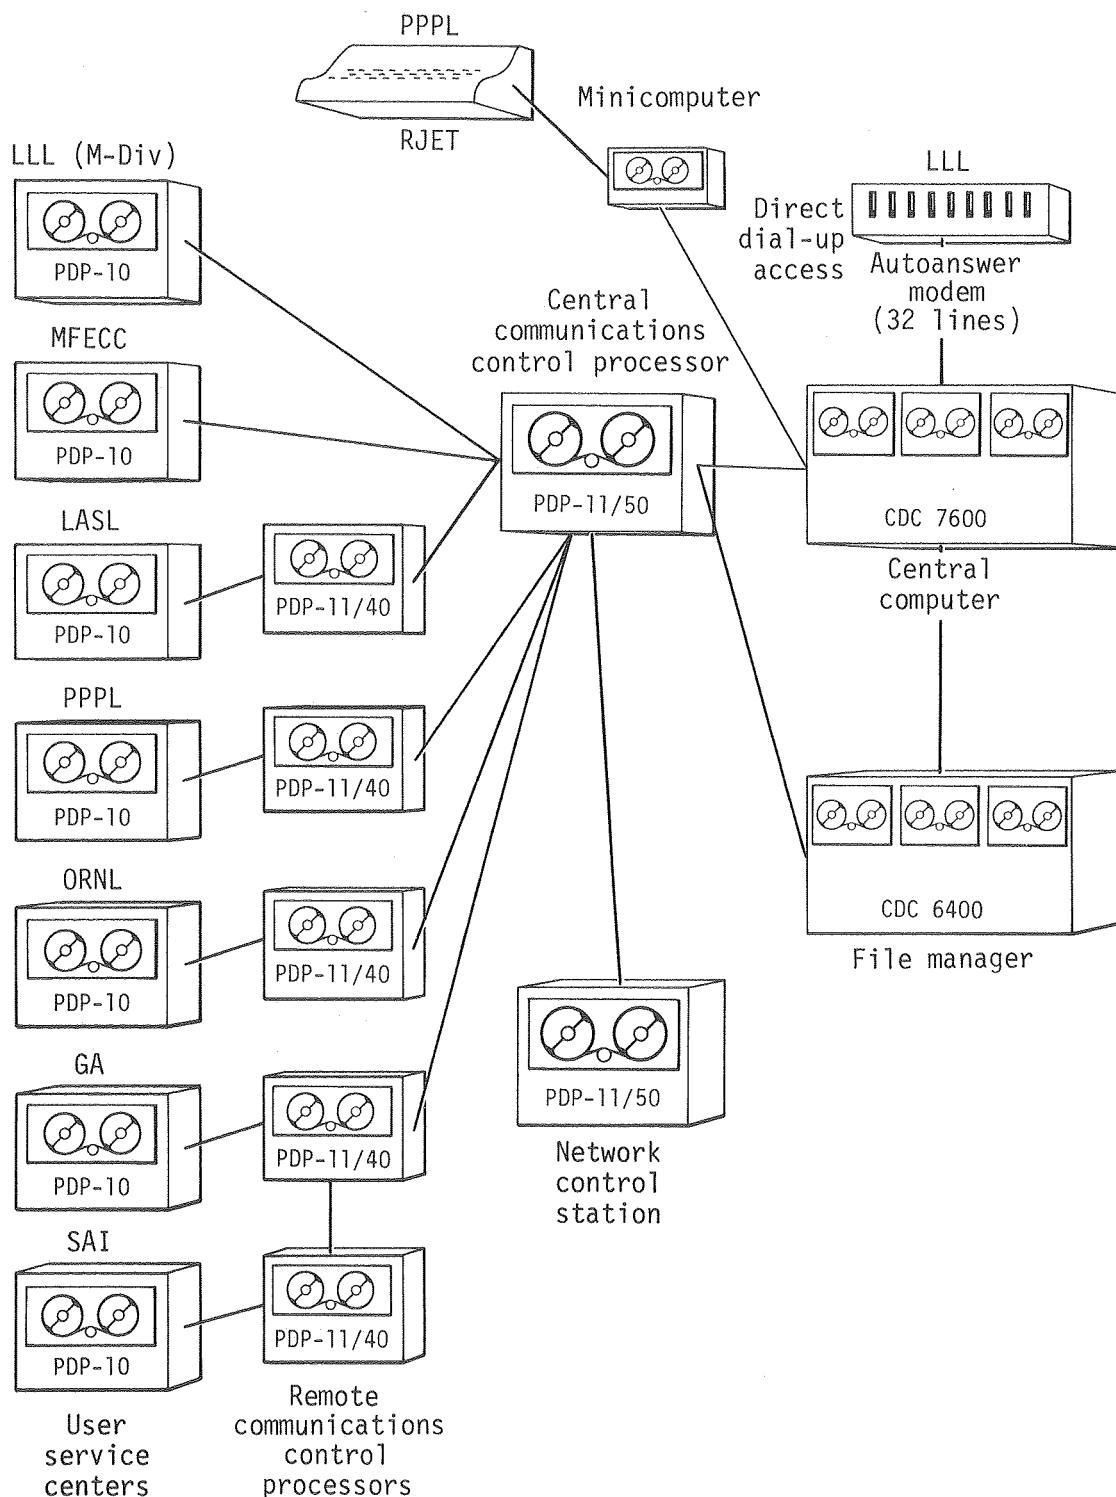 PPPL
RJET
Minicomputer
LLL (M-Div)
PDP-10
LLL
Direct
dial-up
access
Autoanswer
modem
(32 lines)
MFECC
PDP-10
Central
communications
control processor
PDP-11/50
CDC 7600
Central
computer
LASL
PDP-10
PDP-11/40
PPPL
PDP-10
PDP-11/40
CDC 6400
File manager
ORNL
PDP-10
PDP-11/40
PDP-11/50
Network
control
station
GA
PDP-10
PDP-11/40
SAI
PDP-10
PDP-11/40
User
service
centers
Remote
communications
control
processors